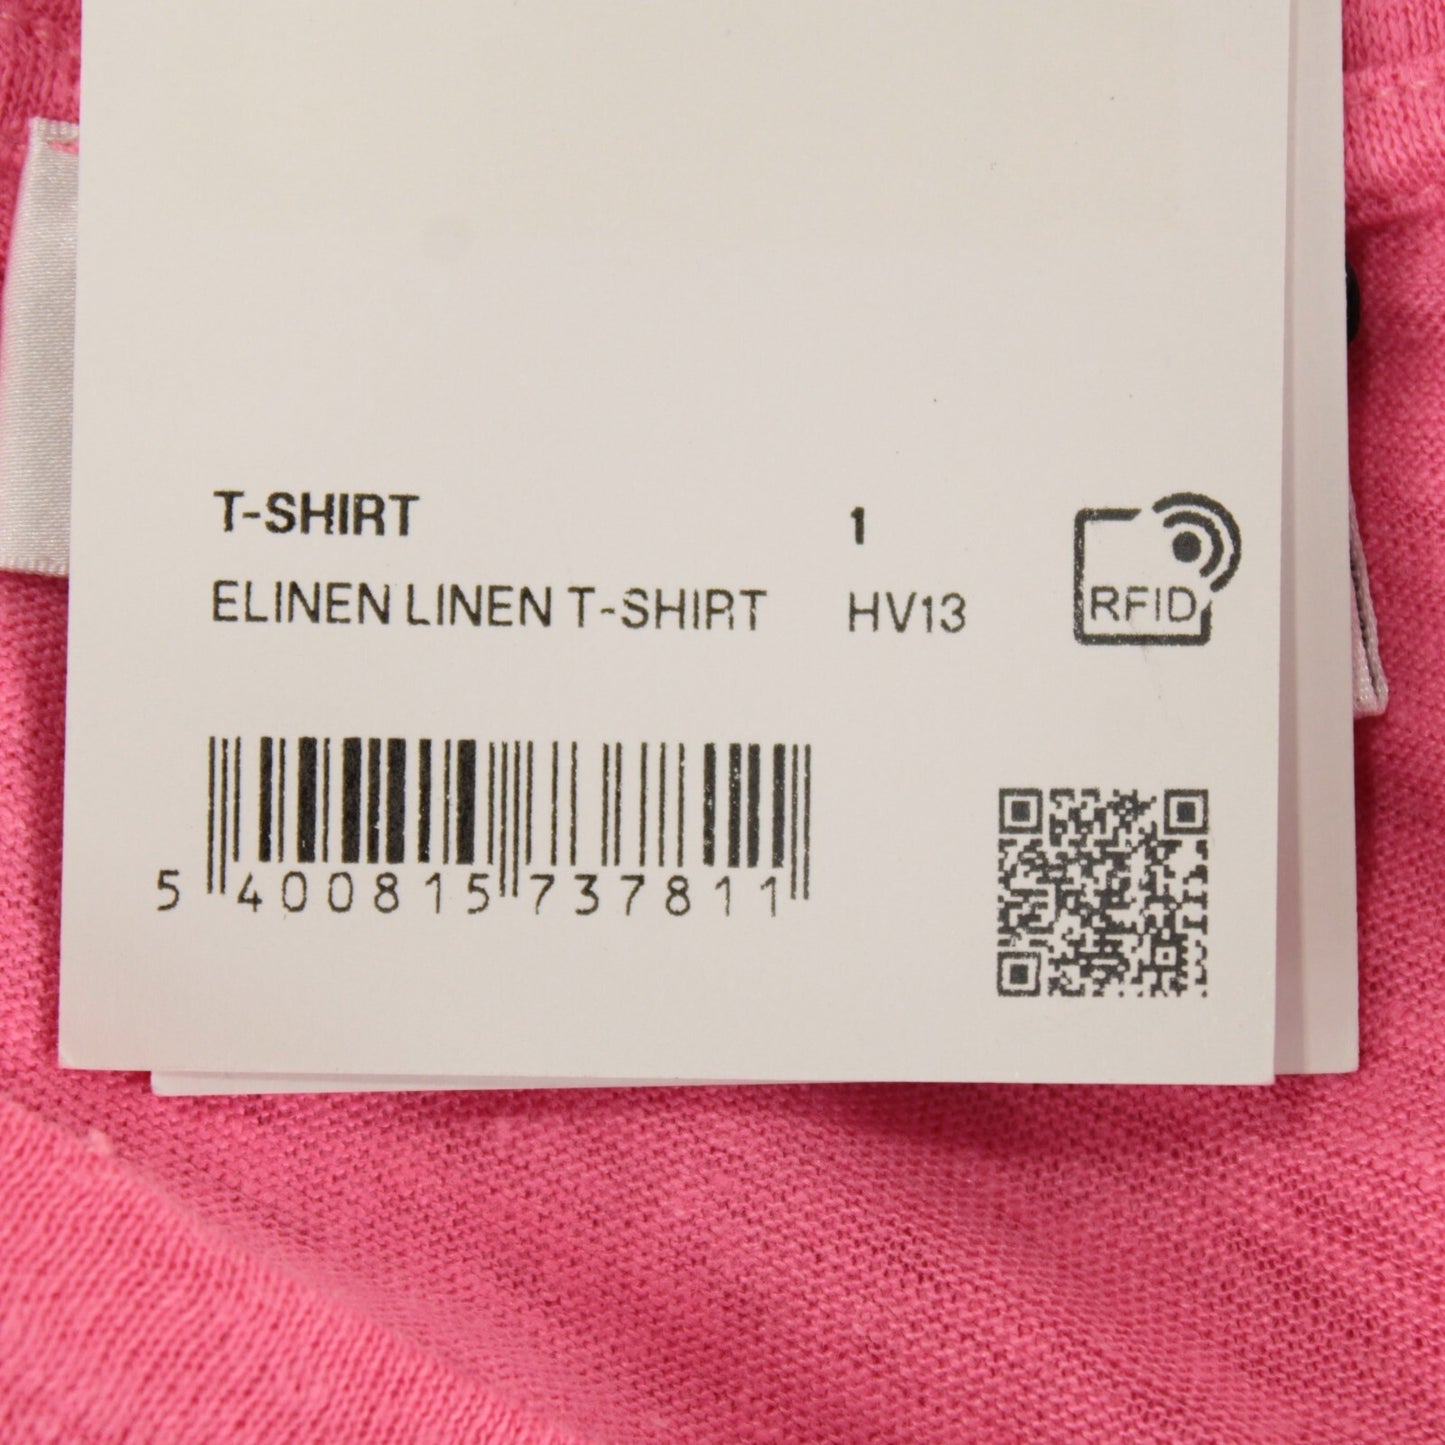 T-SHIRT 1
ELINEN LINEN T-SHIRT HV13
RFID
5 400815 737811